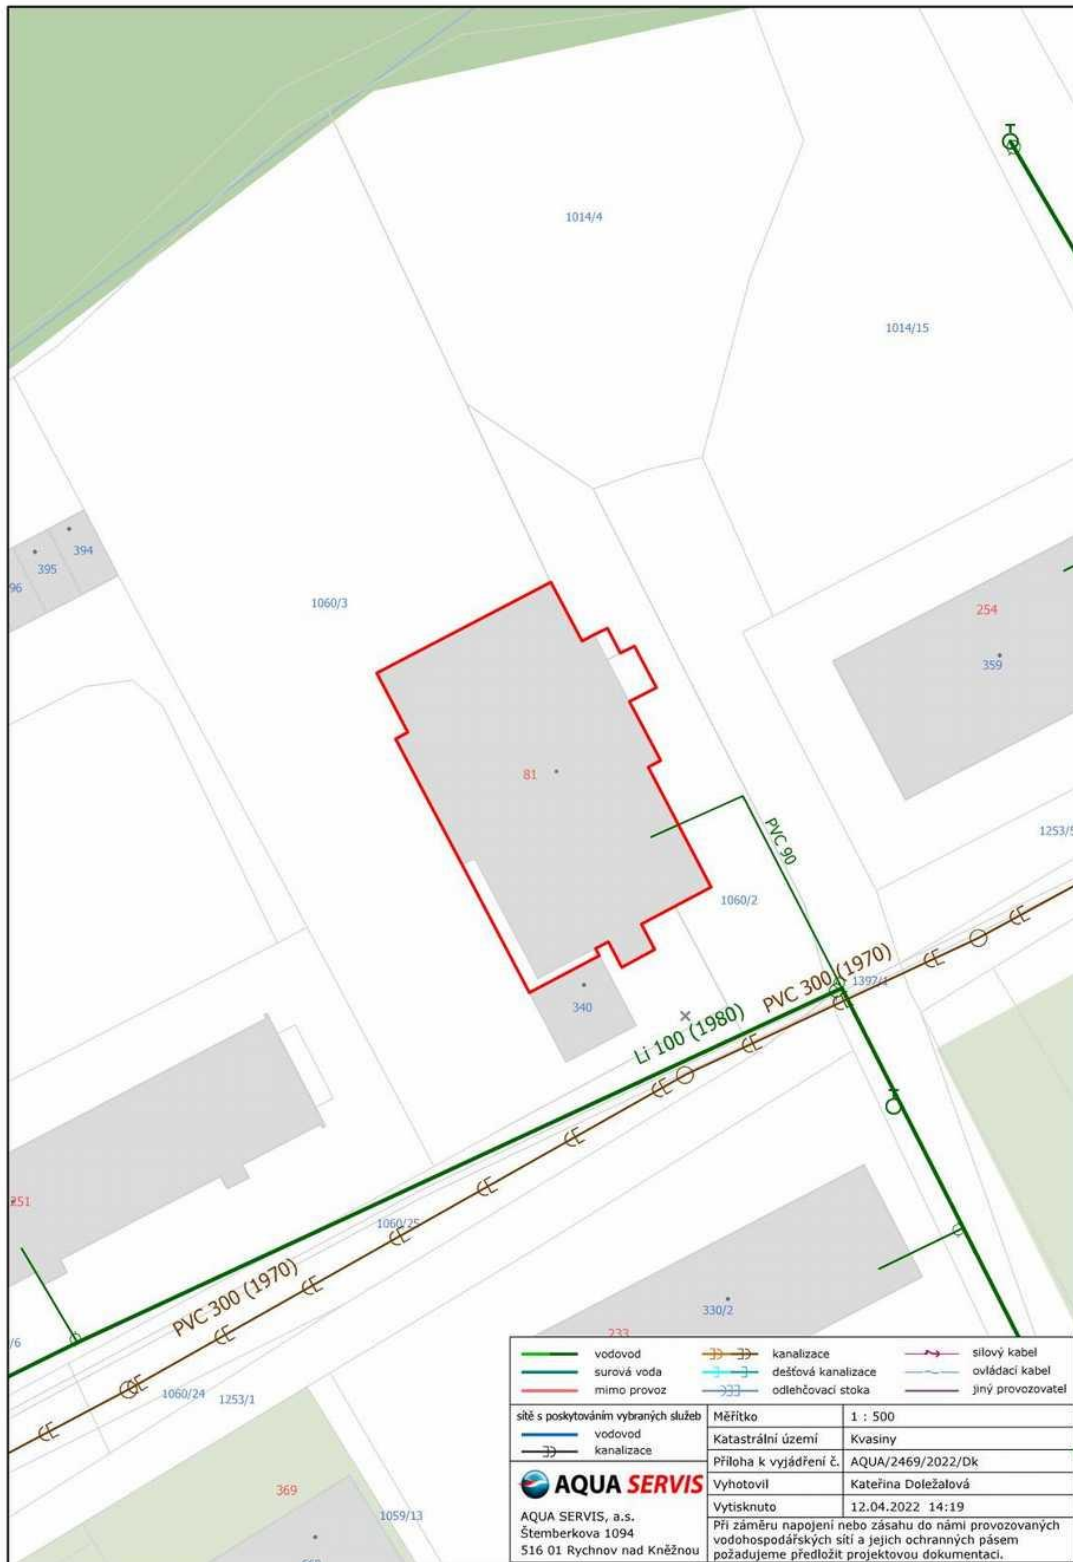 1014/4
1014/15
394
395
96
1060/3
254
359
81
PVC 90
1253/5
1060/2
PVC 300 (1970)
1397/1
340
Li 100 (1980)
251
1060/25
PVC 300 (1970)
330/2
233
/6
1060/24
1253/1
369
1059/13
vodovod
kanalizace
silový kabel
surová voda
dešťová kanalizace
ovládací kabel
mimo provoz
odlehčovací stoka
jiný provozovatel
sítě s poskytováním vybraných služeb
vodovod
kanalizace
Měřítko 1 : 500
Katastrální území Kvasiny
Příloha k vyjádření č. AQUA/2469/2022/Dk
Vyhotovil Kateřina Doležalová
Vytisknuto 12.04.2022 14:19
AQUA SERVIS
AQUA SERVIS, a.s.
Štemberkova 1094
516 01 Rychnov nad Kněžnou
Při záměru napojení nebo zásahu do námi provozovaných
vodohospodářských sítí a jejich ochranných pásem
požadujeme předložit projektovou dokumentaci.